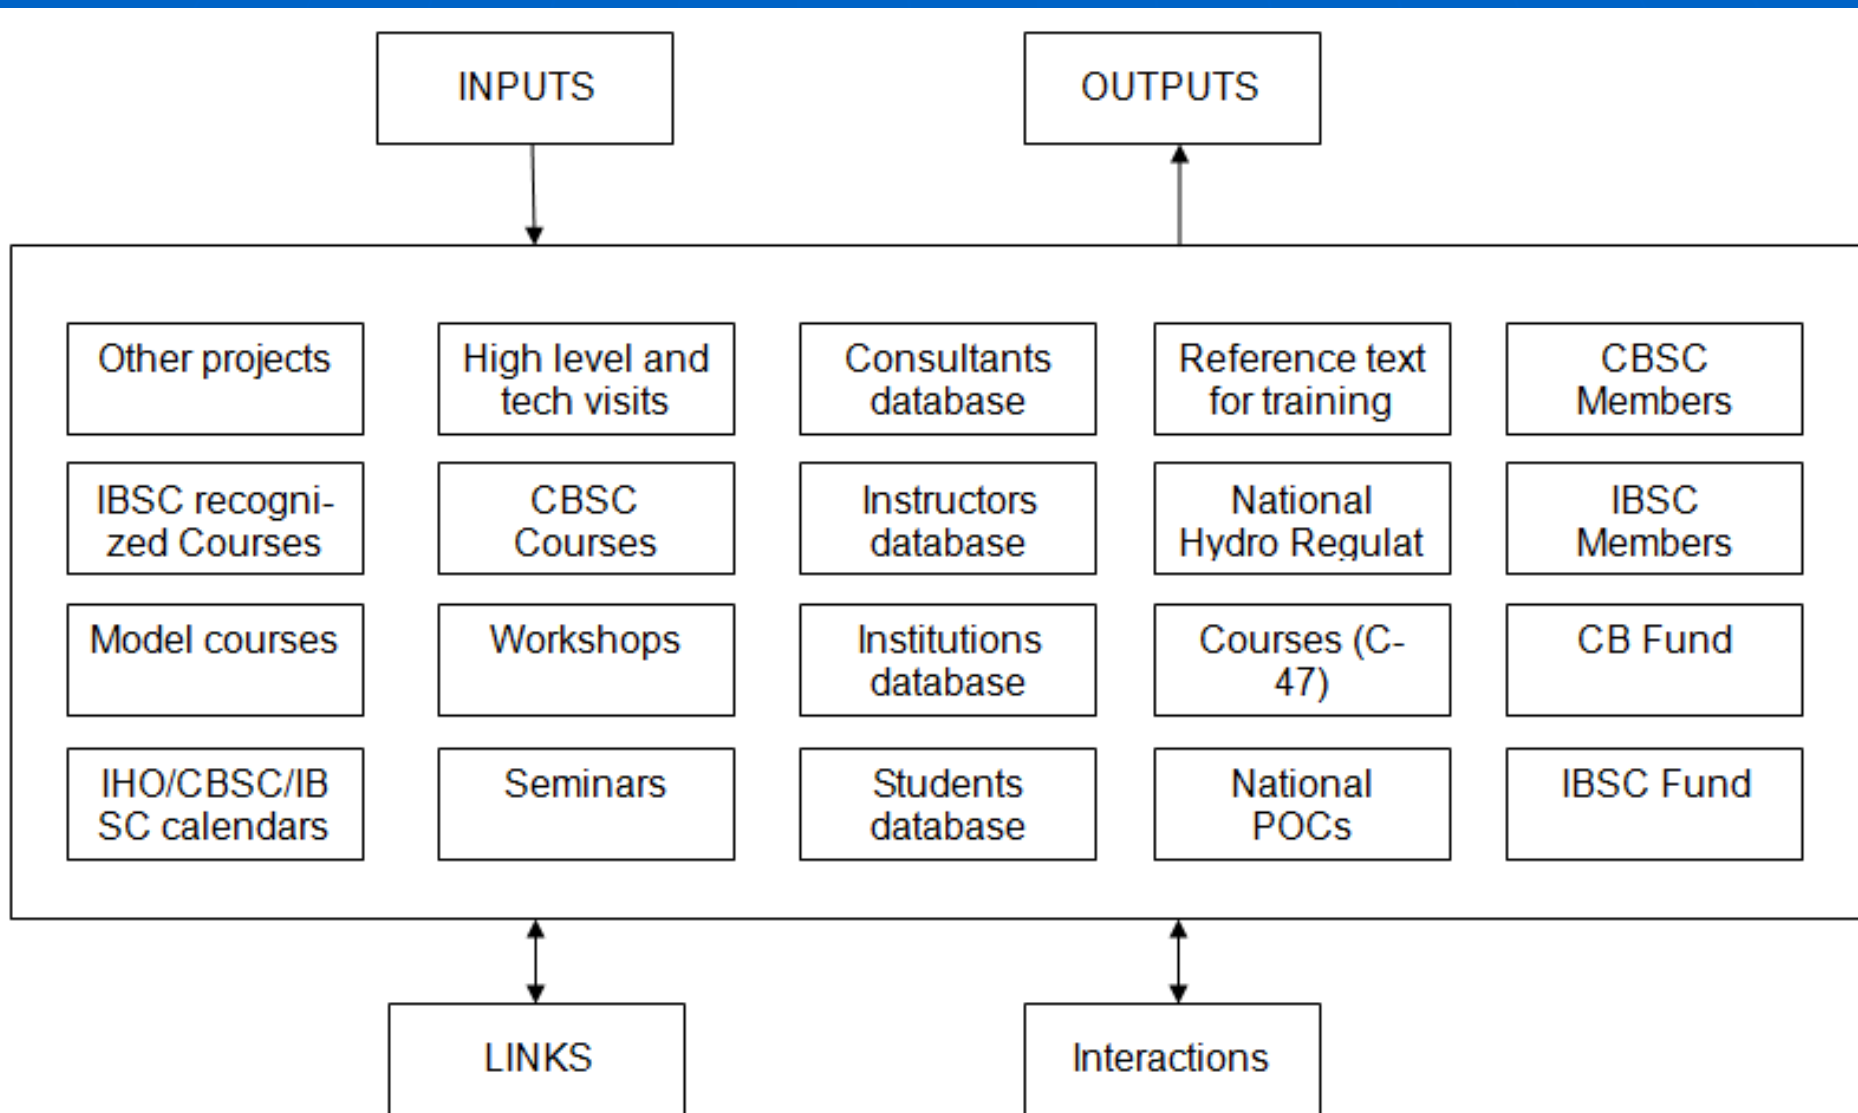 INPUTS
OUTPUTS
Other projects
High level and
tech visits
Consultants
database
Reference text
for training
CBSC
Members
IBSC recogni-
zed Courses
CBSC
Courses
Instructors
database
National
Hydro Regulat
IBSC
Members
Model courses
Workshops
Institutions
database
Courses (C-
47)
CB Fund
IHO/CBSC/IB
SC calendars
Seminars
Students
database
National
POCs
IBSC Fund
LINKS
Interactions